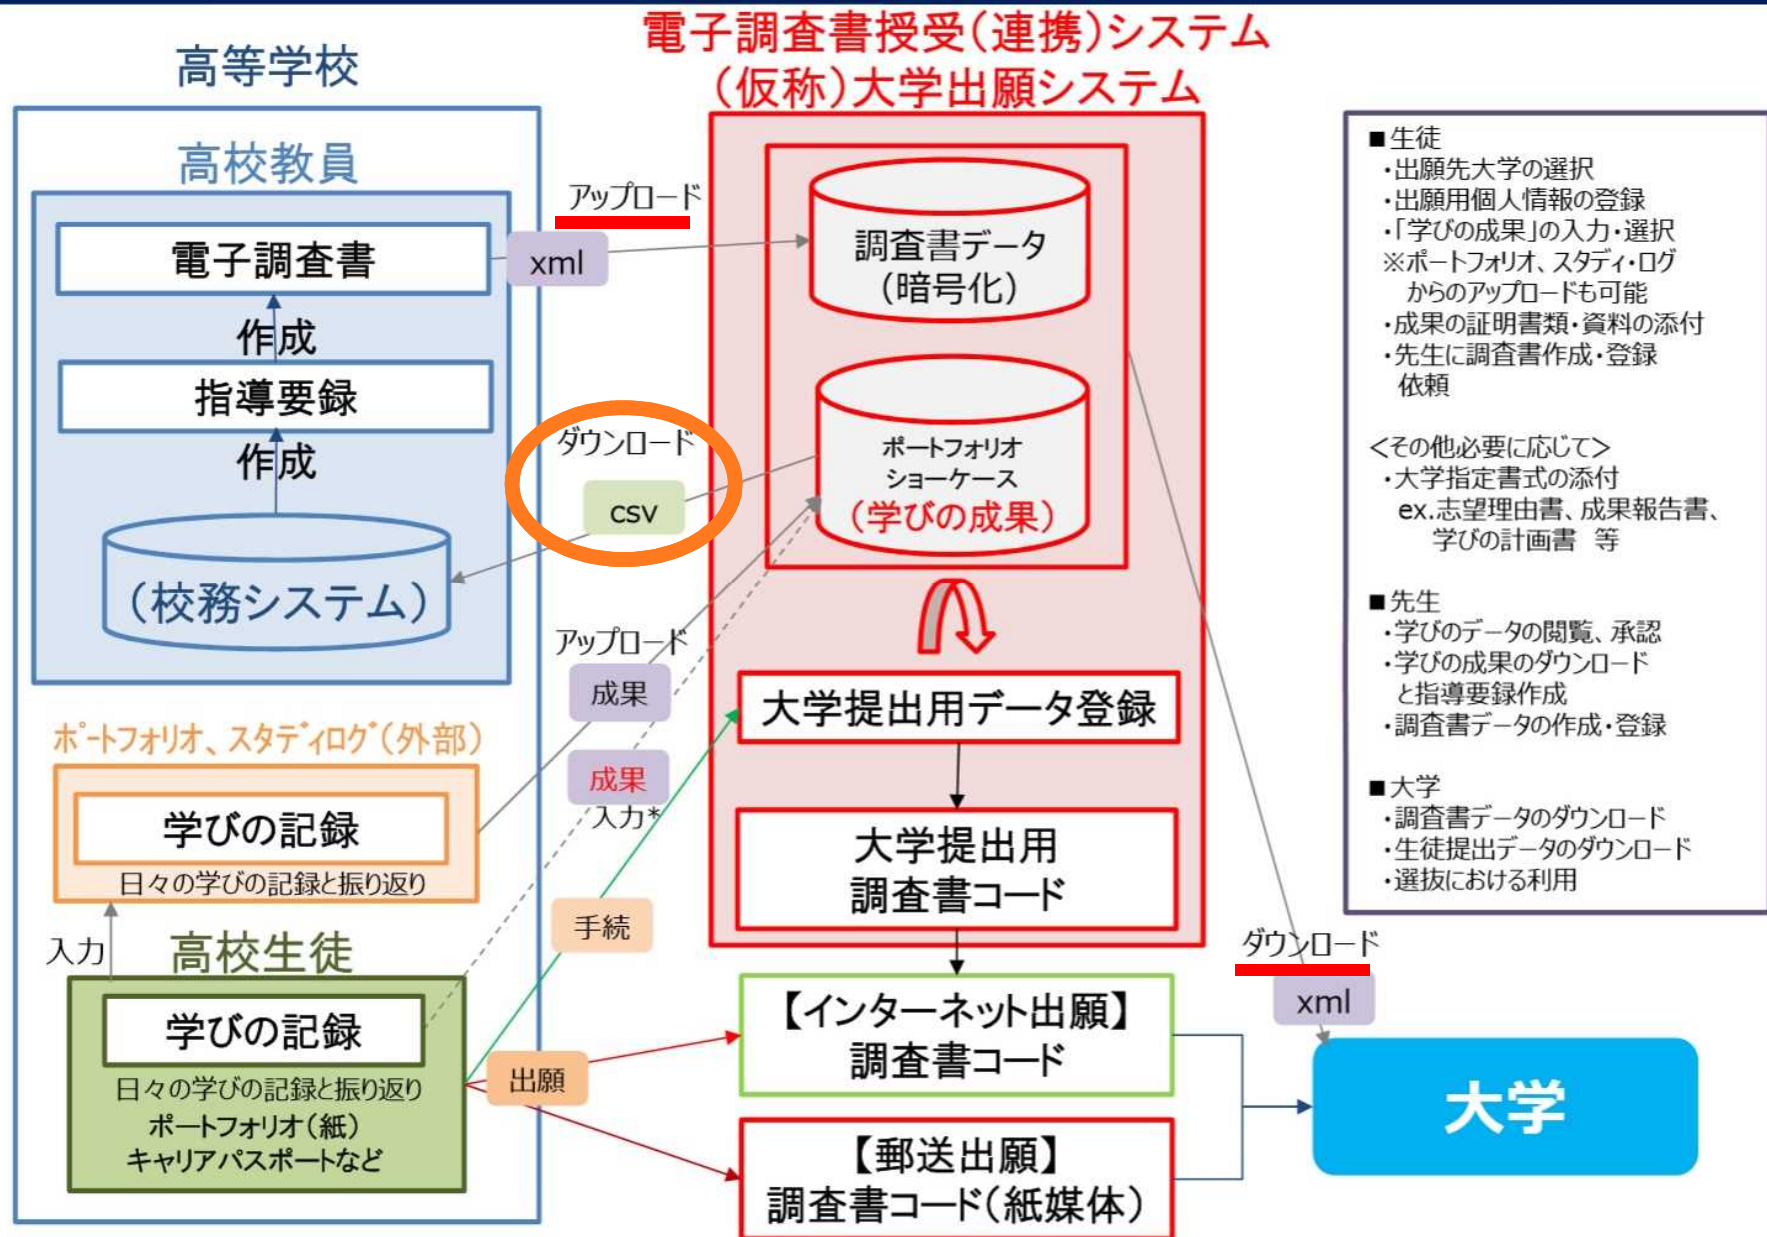 電子調査書授受(連携)システム
(仮称)大学出願システム
高等学校
高校教員
電子調査書
作成
指導要録
作成
(校務システム)
ポートフォリオ、スタディログ(外部)
学びの記録
日々の学びの記録と振り返り
入力
高校生徒
学びの記録
日々の学びの記録と振り返り
ポートフォリオ(紙)
キャリアパスポートなど
アップロード
xml
ダウンロード
csv
アップロード
成果
成果
入力*
手続
出願
調査書データ
(暗号化)
ポートフォリオ
ショーケース
(学びの成果)
大学提出用データ登録
大学提出用
調査書コード
【インターネット出願】
調査書コード
【郵送出願】
調査書コード(紙媒体)
ダウンロード
xml
大学
■生徒
・出願先大学の選択
・出願用個人情報の登録
・「学びの成果」の入力・選択
※ポートフォリオ、スタディ・ログ
からのアップロードも可能
・成果の証明書類・資料の添付
・先生に調査書作成・登録
依頼
<その他必要に応じて>
・大学指定書式の添付
ex.志望理由書、成果報告書、
学びの計画書 等
■先生
・学びのデータの閲覧、承認
・学びの成果のダウンロード
と指導要録作成
・調査書データの作成・登録
■大学
・調査書データのダウンロード
・生徒提出データのダウンロード
・選抜における利用